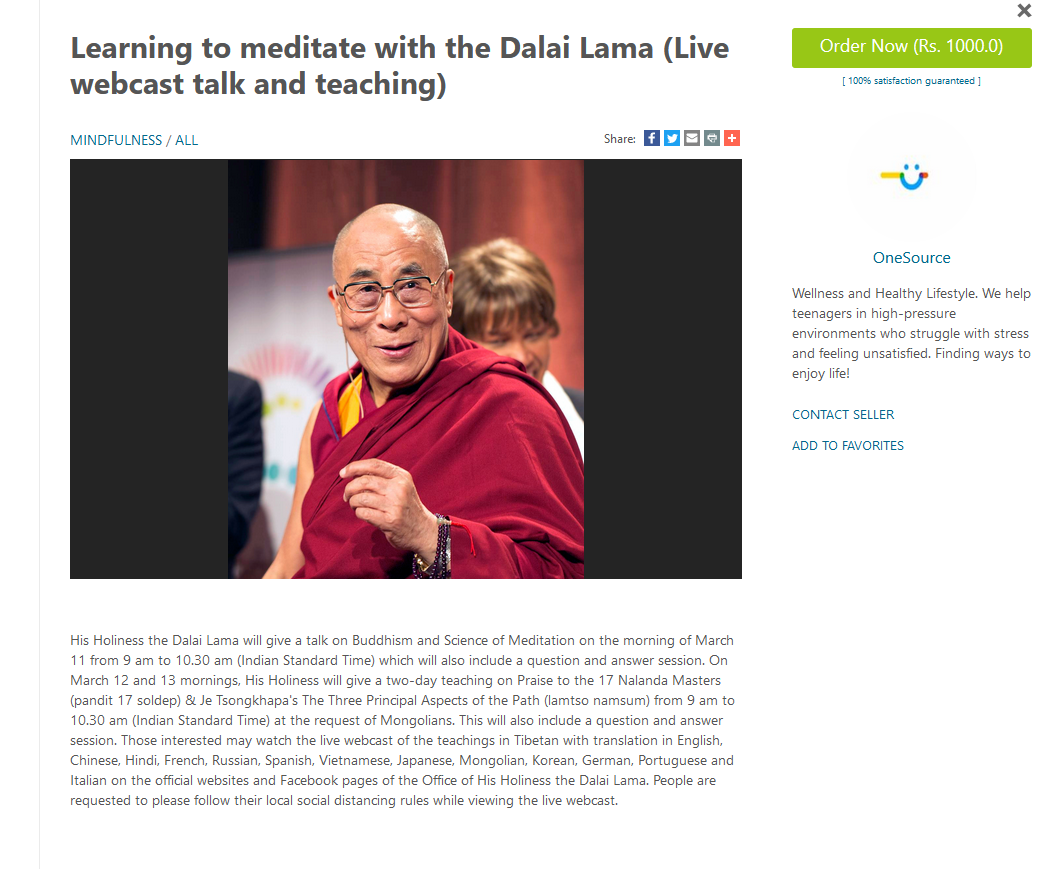 Learning to meditate with the Dalai Lama (Live
webcast talk and teaching)
MINDFULNESS / ALL
Share:
Order Now (Rs. 1000.0)
[ 100% satisfaction guaranteed ]
OneSource
Wellness and Healthy Lifestyle. We help
teenagers in high-pressure
environments who struggle with stress
and feeling unsatisfied. Finding ways to
enjoy life!
CONTACT SELLER
ADD TO FAVORITES
His Holiness the Dalai Lama will give a talk on Buddhism and Science of Meditation on the morning of March
11 from 9 am to 10.30 am (Indian Standard Time) which will also include a question and answer session. On
March 12 and 13 mornings, His Holiness will give a two-day teaching on Praise to the 17 Nalanda Masters
(pandit 17 soldep) & Je Tsongkhapa's The Three Principal Aspects of the Path (lamtso namsum) from 9 am to
10.30 am (Indian Standard Time) at the request of Mongolians. This will also include a question and answer
session. Those interested may watch the live webcast of the teachings in Tibetan with translation in English,
Chinese, Hindi, French, Russian, Spanish, Vietnamese, Japanese, Mongolian, Korean, German, Portuguese and
Italian on the official websites and Facebook pages of the Office of His Holiness the Dalai Lama. People are
requested to please follow their local social distancing rules while viewing the live webcast.